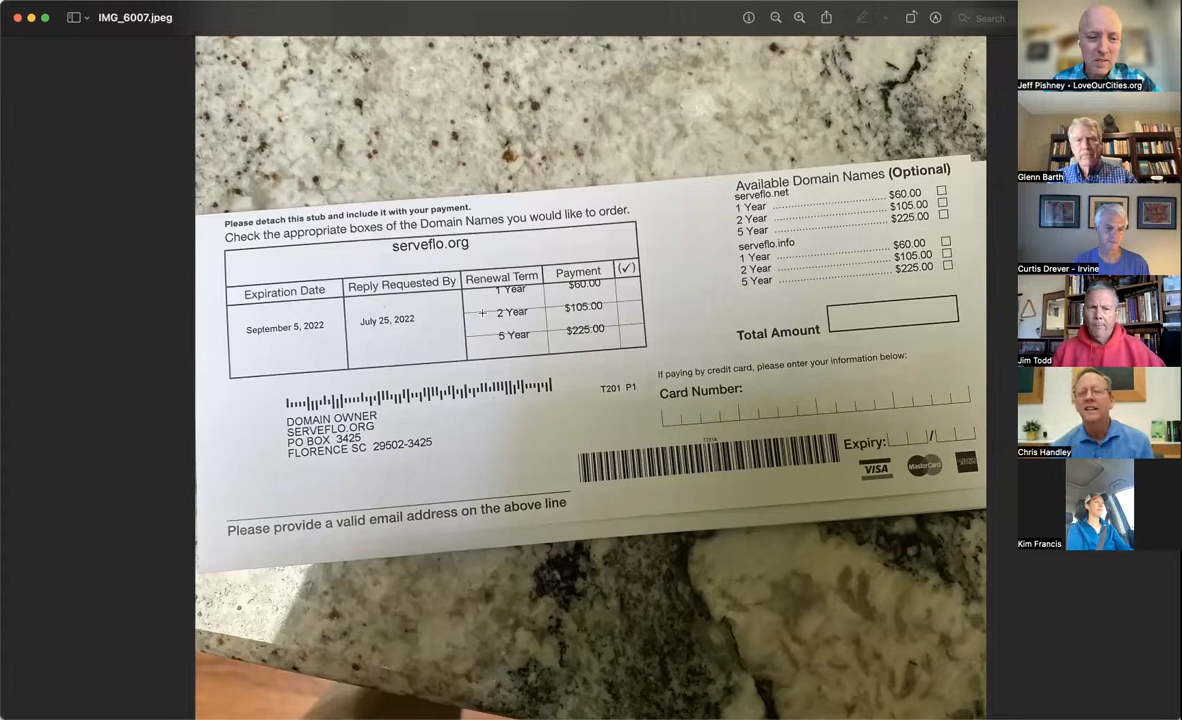 IMG_6007.jpeg
Search
Please detach this stub and include it with your payment.
Check the appropriate boxes of the Domain Names you would like to order.
serveflo.org
Expiration Date
Reply Requested By
Renewal Term
Payment
(✓)
September 5, 2022
July 25, 2022
1 Year
$60.00
2 Year
$105.00
5 Year
$225.00
T201 P1
DOMAIN OWNER
SERVEFLO.ORG
PO BOX 3425
FLORENCE SC 29502-3425
Please provide a valid email address on the above line
Available Domain Names (Optional)
serveflo.net
1 Year $60.00
2 Year $105.00
5 Year $225.00
serveflo.info
1 Year $60.00
2 Year $105.00
5 Year $225.00
Total Amount
If paying by credit card, please enter your information below:
Card Number:
Expiry:
/
VISA
MasterCard
Jeff Pishney • LoveOurCities.org
Glenn Barth
Curtis Drever - Irvine
Jim Todd
Chris Handley
Kim Francis